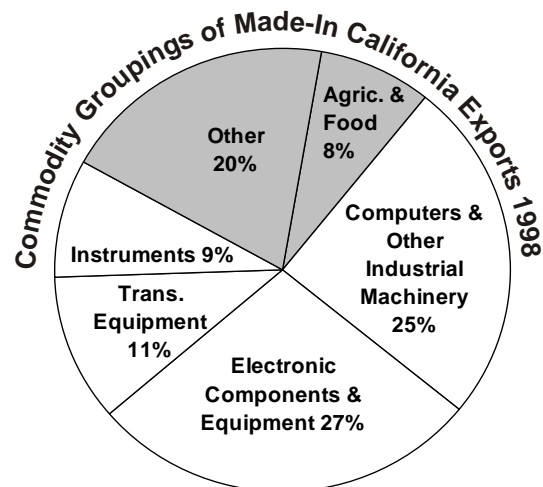 Commodity Groupings of Made-In California Exports 1998
Agric. &
Food
8%
Other
20%
Computers &
Other
Industrial
Machinery
25%
Instruments 9%
Trans.
Equipment
11%
Electronic
Components &
Equipment 27%